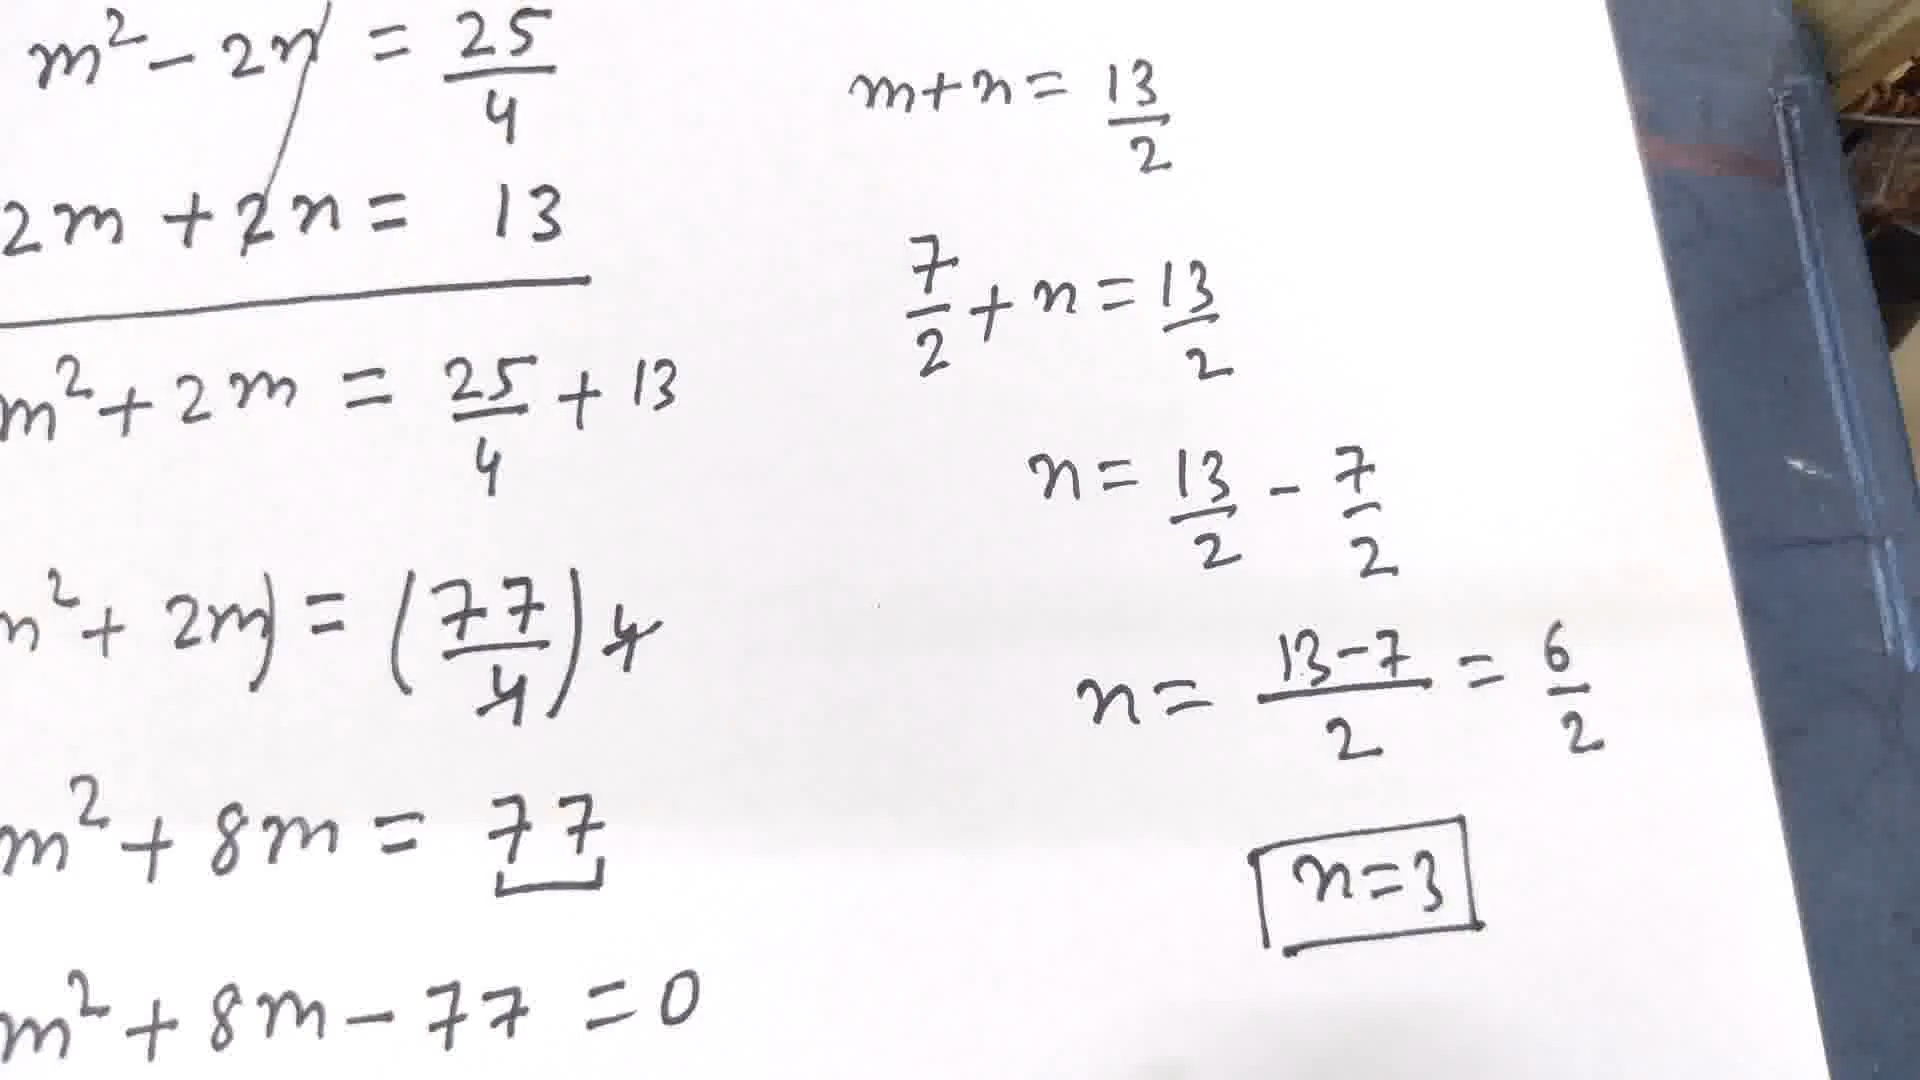 m² - 2n = 25/4
2m + 2n = 13
m² + 2m = 25/4 + 13
m² + 2m) = (77/4) 4
m² + 8m = 77
m² + 8m - 77 = 0
m + n = 13/2
7/2 + n = 13/2
n = 13/2 - 7/2
n = 13-7/2 = 6/2
n = 3